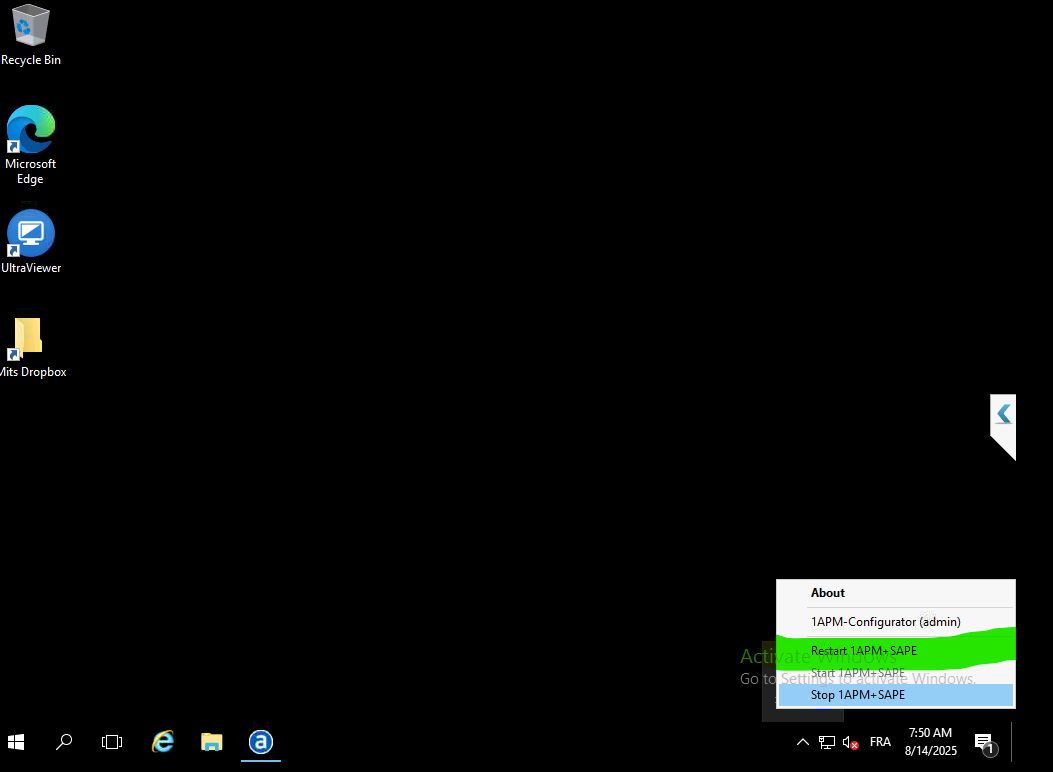 Recycle Bin
Microsoft
Edge
UltraViewer
Mits Dropbox
About
1APM-Configurator (admin)
Restart 1APM+SAPE
Start 1APM+SAPE
Stop 1APM+SAPE
Activate Windows
Go to Settings to activate Windows.
FRA
7:50 AM
8/14/2025
1